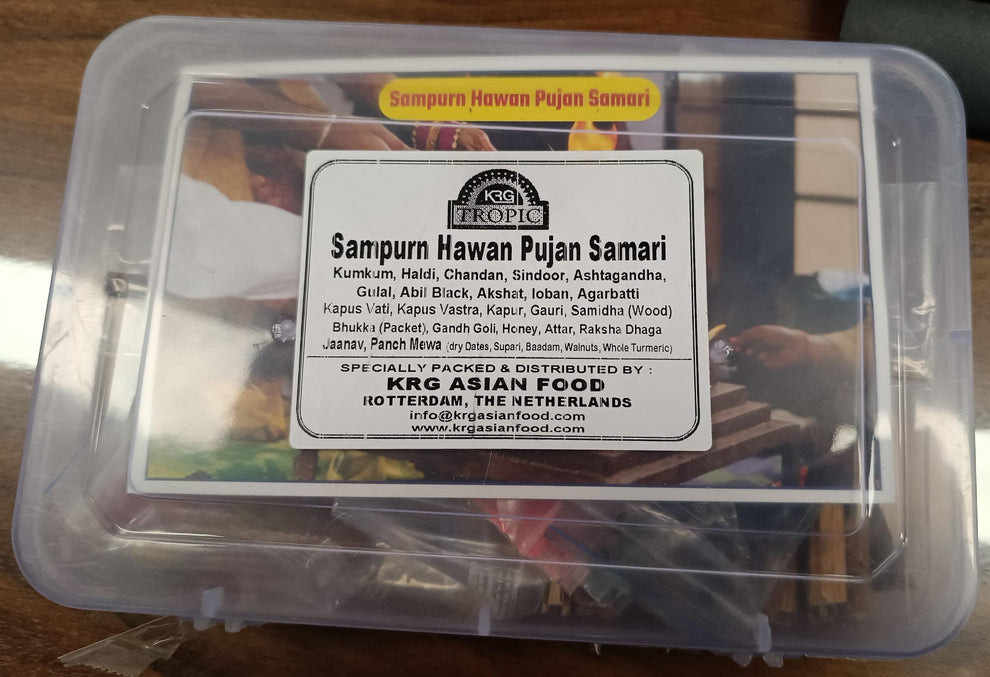 Sampurn Hawan Pujan Samari
KRG
TROPIC
Sampurn Hawan Pujan Samari
Kumkum, Haldi, Chandan, Sindoor, Ashtagandha,
Gulal, Abil Black, Akshat, loban, Agarbatti
Kapus Vati, Kapus Vastra, Kapur, Gauri, Samidha (Wood)
Bhukka (Packet), Gandh Goli, Honey, Attar, Raksha Dhaga
Jaanav, Panch Mewa (dry Dates, Supari, Baadam, Walnuts, Whole Turmeric)
SPECIALLY PACKED & DISTRIBUTED BY :
KRG ASIAN FOOD
ROTTERDAM, THE NETHERLANDS
info@krgasianfood.com
www.krgasianfood.com